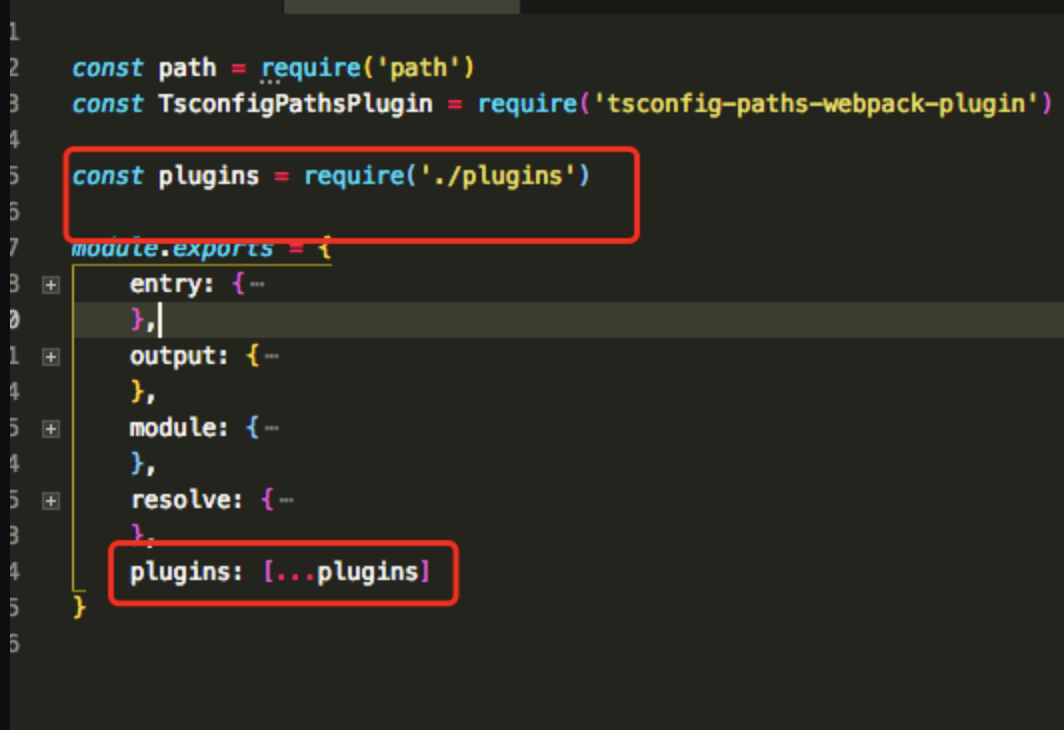 1
2 const path = require('path')
3 const TsconfigPathsPlugin = require('tsconfig-paths-webpack-plugin')
4
5 const plugins = require('./plugins')
6
7 module.exports = {
8 entry: {⋯
0 },
1 output: {⋯
4 },
5 module: {⋯
4 },
5 resolve: {⋯
3 },
4 plugins: [...plugins]
5 }
6